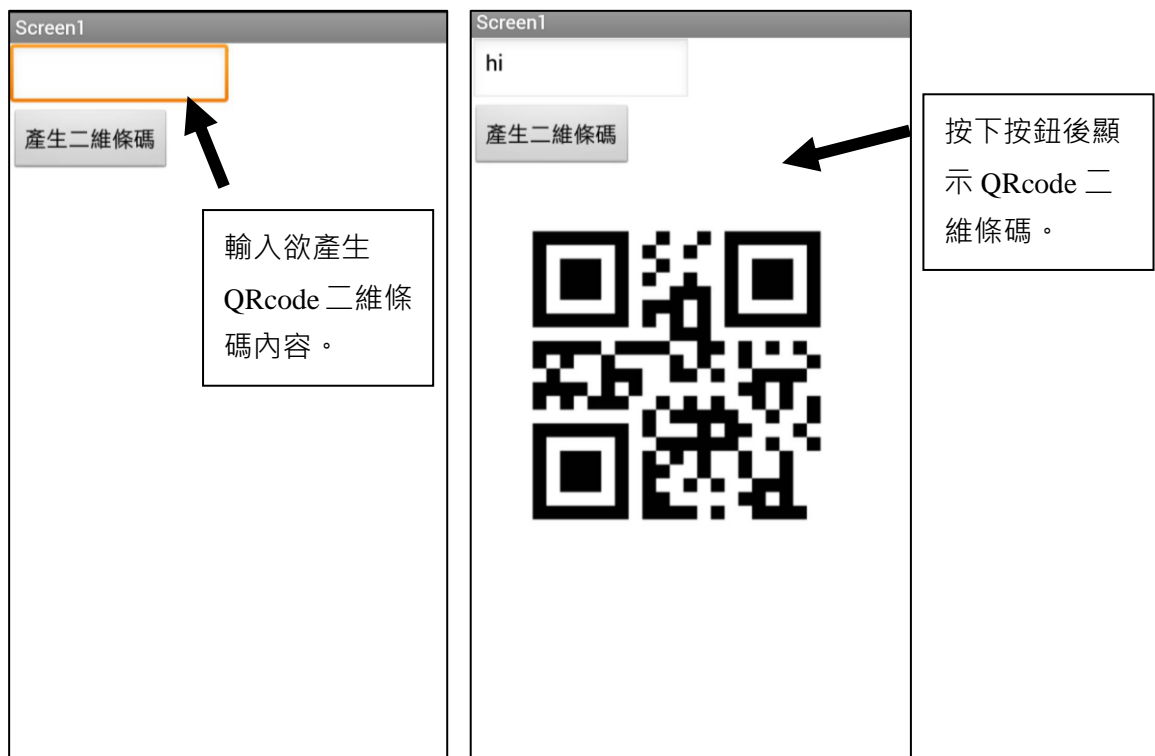 Screen1
產生二維條碼
輸入欲產生
QRcode 二維條
碼內容。
Screen1
hi
產生二維條碼
按下按鈕後顯
示 QRcode 二
維條碼。